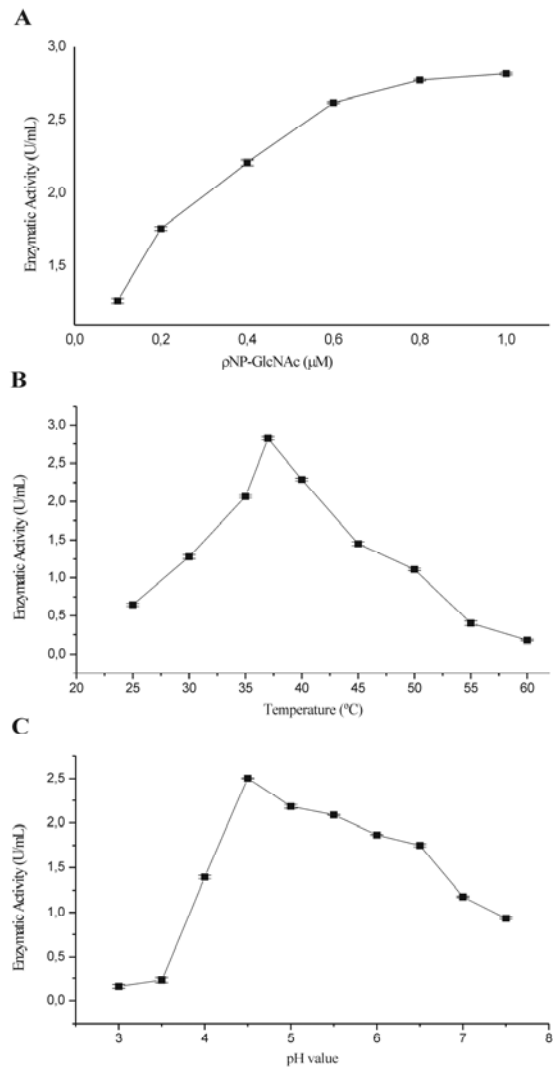 A
3,0
2,5
2,0
1,5
Enzymatic Activity (U/mL)
0,0 0,2 0,4 0,6 0,8 1,0
ρNP-GlcNAc (μM)
B
3,0
2,5
2,0
1,5
1,0
0,5
0,0
Enzymatic Activity (U/mL)
20 25 30 35 40 45 50 55 60
Temperature (ºC)
C
2,5
2,0
1,5
1,0
0,5
0,0
Enzymatic Activity (U/mL)
3 4 5 6 7 8
pH value